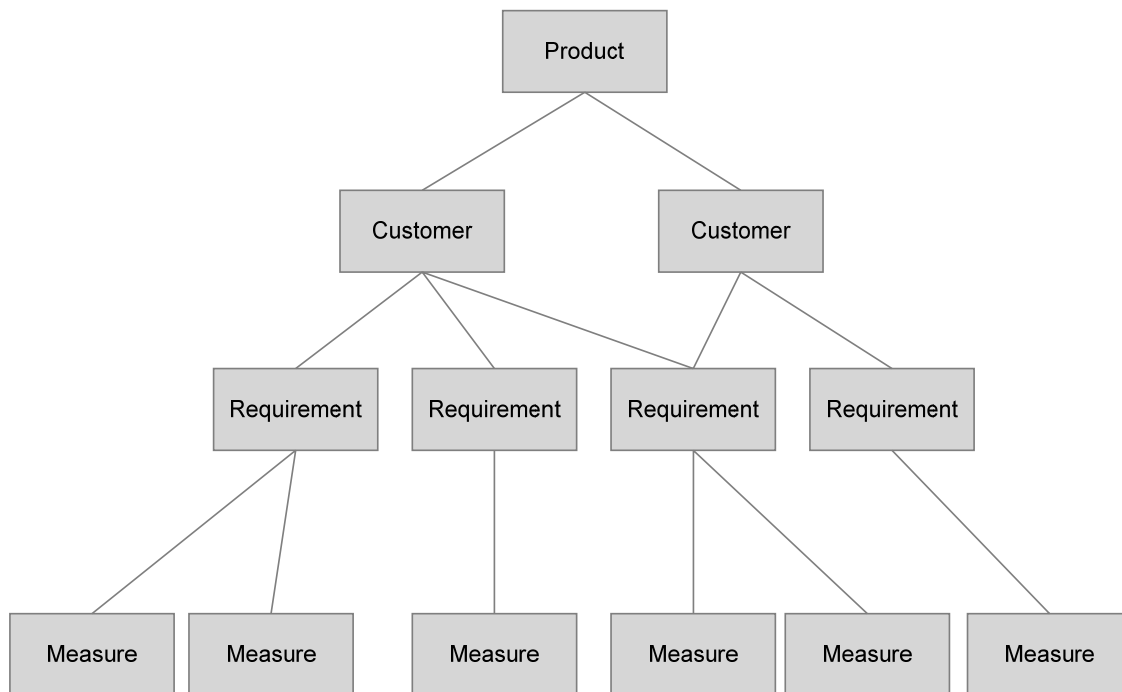 Product
Customer
Customer
Requirement
Requirement
Requirement
Requirement
Measure
Measure
Measure
Measure
Measure
Measure